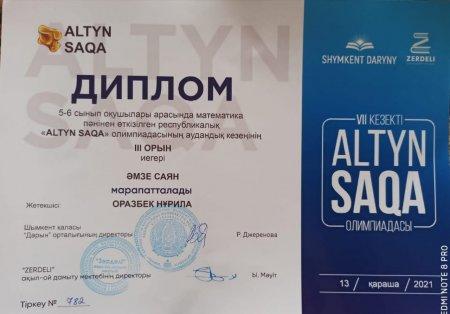 ALTYN
SAQA
ДИПЛОМ
5-6 сынып оқушылары арасында математика
пәнінен өткізілген республикалық
«ALTYN SAQA» олимпиадасының аудандық кезеңінің
III ОРЫН
иегері
ӘМЗЕ САЯН
марапатталады
Жетекшісі: ОРАЗБЕК НҰРИЛА
Шымкент қаласы
"Дарын" орталығының директоры Р. Джеренова
"ZERDELI"
ақыл-ой дамыту мектебінің директоры Ы. Мәуіт
Тіркеу № 782
SHYMKENT DARYNY
ZERDELI
VII КЕЗЕКТІ
ALTYN
SAQA
ОЛИМПИАДАСЫ
13 / қараша / 2021
REDMI NOTE 8 PRO